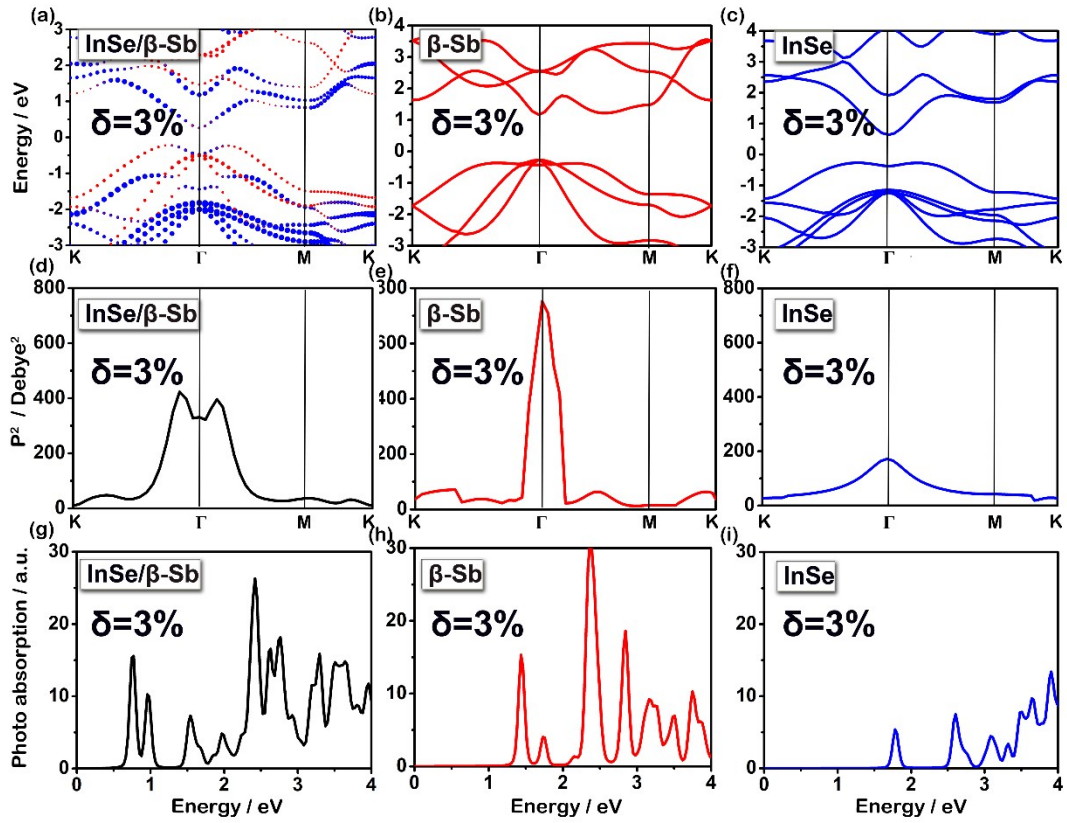 (a) (b) (c)
InSe/β-Sb β-Sb InSe
δ=3% δ=3% δ=3%
Energy / eV
3 2 1 0 -1 -2 -3
4 3 2 1 0 -1 -2 -3
4 3 2 1 0 -1 -2 -3
K Γ M K K Γ M K K Γ M K
(d) (e) (f)
InSe/β-Sb β-Sb InSe
δ=3% δ=3% δ=3%
P² / Debye²
800 600 400 200 0
300 600 400 200 0
800 600 400 200 0
K Γ M K K Γ M K K Γ M K
(g) (h) (i)
InSe/β-Sb β-Sb InSe
δ=3% δ=3% δ=3%
Photo absorption / a.u.
30 20 10 0
30 20 10 0
30 20 10 0
0 1 2 3 4 0 1 2 3 4 0 1 2 3 4
Energy / eV Energy / eV Energy / eV